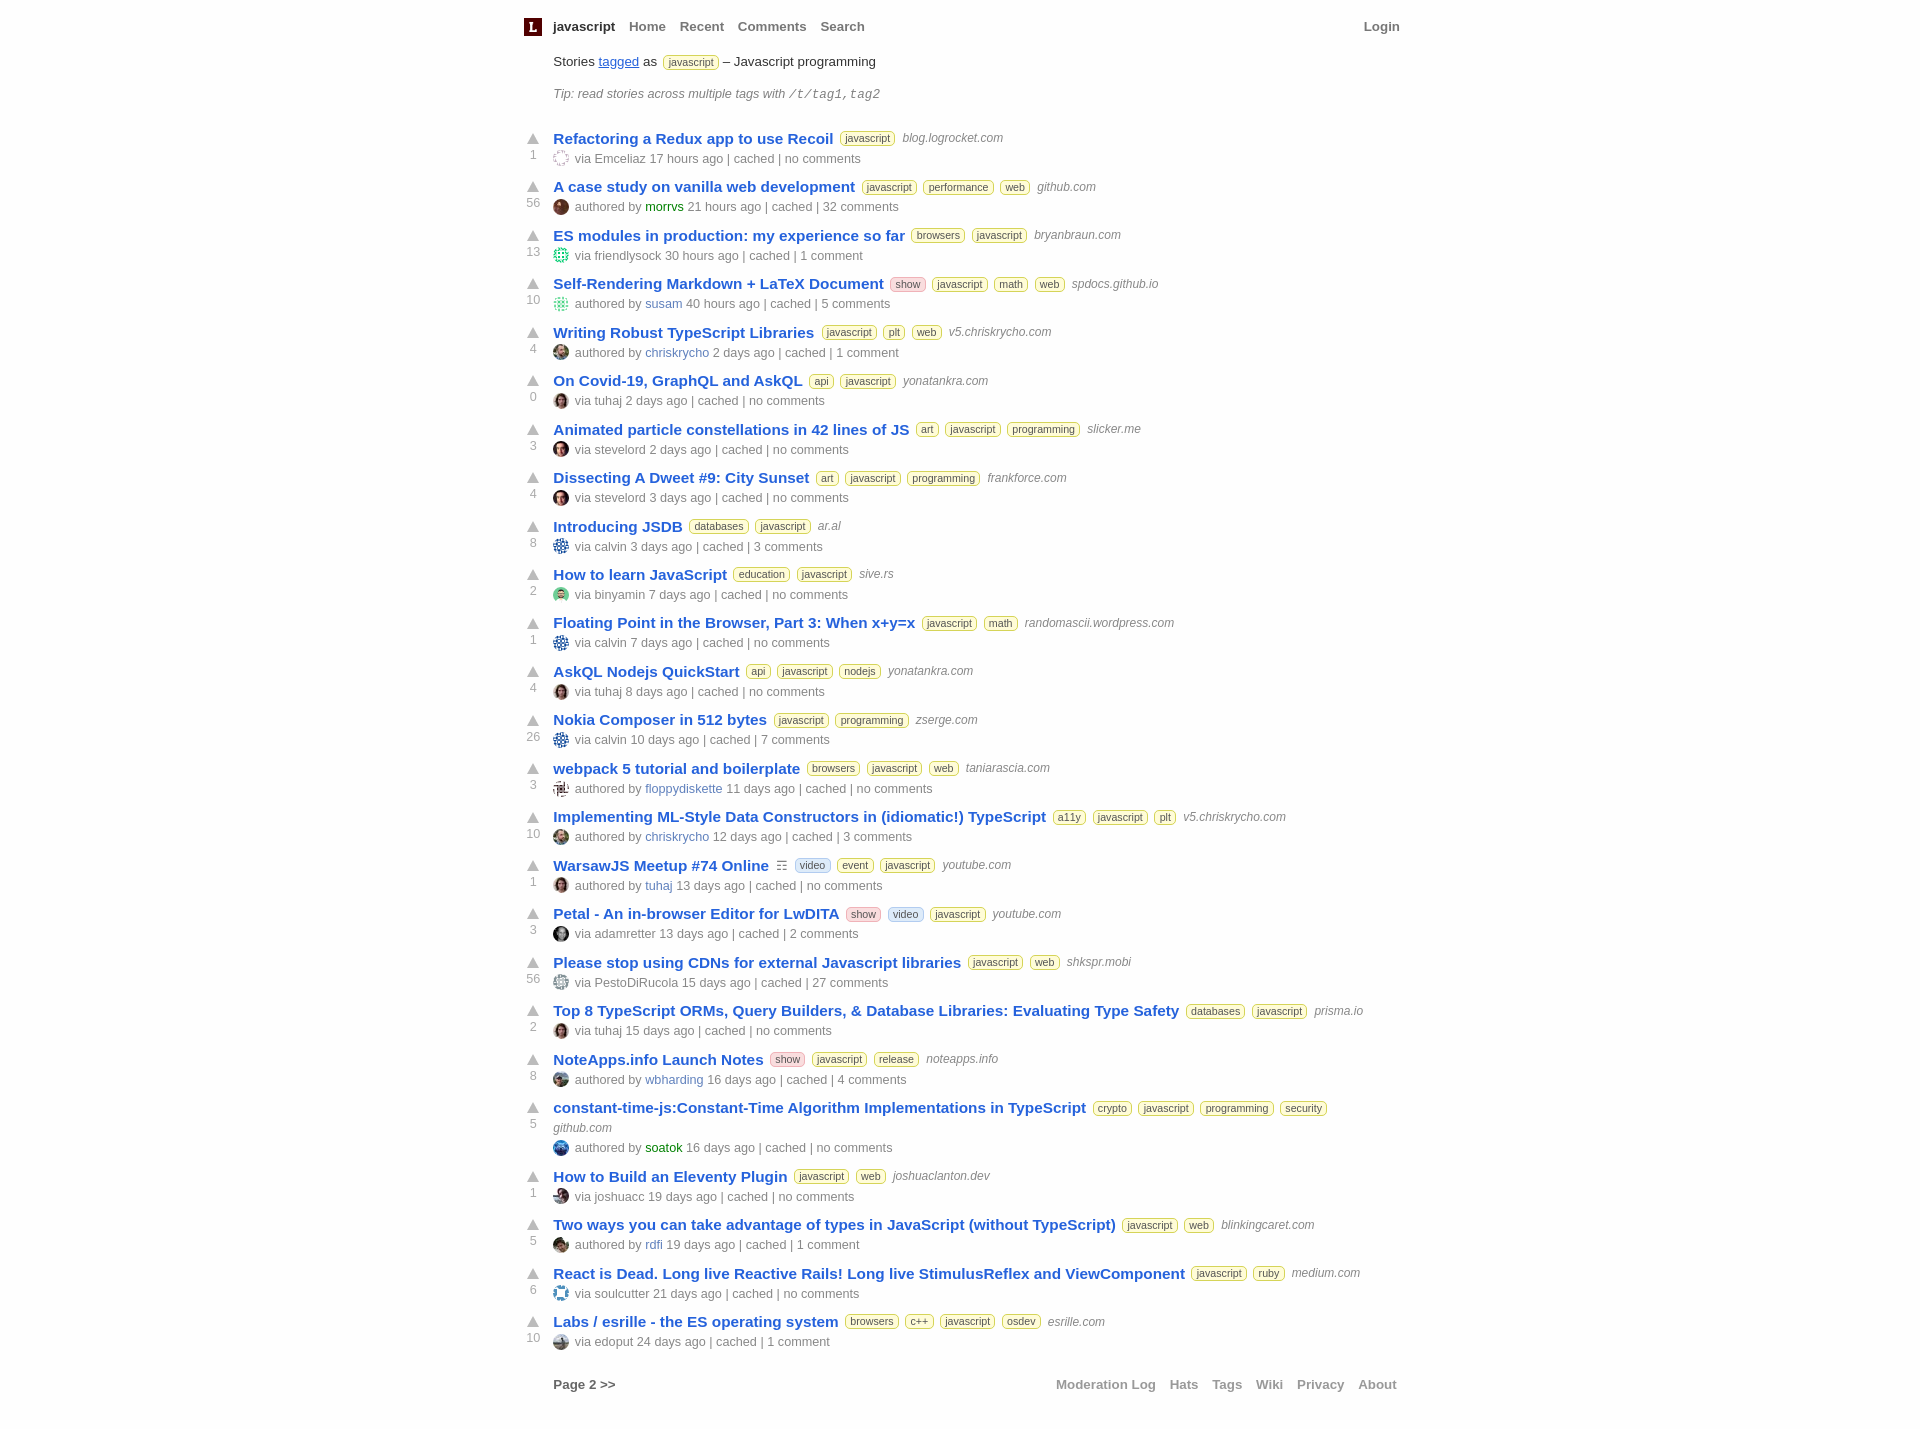 L javascript Home Recent Comments Search Login
Stories tagged as javascript – Javascript programming
Tip: read stories across multiple tags with /t/tag1,tag2
Refactoring a Redux app to use Recoil javascript blog.logrocket.com
1 via Emceliaz 17 hours ago | cached | no comments
A case study on vanilla web development javascript performance web github.com
56 authored by morrvs 21 hours ago | cached | 32 comments
ES modules in production: my experience so far browsers javascript bryanbraun.com
13 via friendlysock 30 hours ago | cached | 1 comment
Self-Rendering Markdown + LaTeX Document show javascript math web spdocs.github.io
10 authored by susam 40 hours ago | cached | 5 comments
Writing Robust TypeScript Libraries javascript plt web v5.chriskrycho.com
4 authored by chriskrycho 2 days ago | cached | 1 comment
On Covid-19, GraphQL and AskQL api javascript yonatankra.com
0 via tuhaj 2 days ago | cached | no comments
Animated particle constellations in 42 lines of JS art javascript programming slicker.me
3 via stevelord 2 days ago | cached | no comments
Dissecting A Dweet #9: City Sunset art javascript programming frankforce.com
4 via stevelord 3 days ago | cached | no comments
Introducing JSDB databases javascript ar.al
8 via calvin 3 days ago | cached | 3 comments
How to learn JavaScript education javascript sive.rs
2 via binyamin 7 days ago | cached | no comments
Floating Point in the Browser, Part 3: When x+y=x javascript math randomascii.wordpress.com
1 via calvin 7 days ago | cached | no comments
AskQL Nodejs QuickStart api javascript nodejs yonatankra.com
4 via tuhaj 8 days ago | cached | no comments
Nokia Composer in 512 bytes javascript programming zserge.com
26 via calvin 10 days ago | cached | 7 comments
webpack 5 tutorial and boilerplate browsers javascript web taniarascia.com
3 authored by floppydiskette 11 days ago | cached | no comments
Implementing ML-Style Data Constructors in (idiomatic!) TypeScript a11y javascript plt v5.chriskrycho.com
10 authored by chriskrycho 12 days ago | cached | 3 comments
WarsawJS Meetup #74 Online ☶ video event javascript youtube.com
1 authored by tuhaj 13 days ago | cached | no comments
Petal - An in-browser Editor for LwDITA show video javascript youtube.com
3 via adamretter 13 days ago | cached | 2 comments
Please stop using CDNs for external Javascript libraries javascript web shkspr.mobi
56 via PestoDiRucola 15 days ago | cached | 27 comments
Top 8 TypeScript ORMs, Query Builders, & Database Libraries: Evaluating Type Safety databases javascript prisma.io
2 via tuhaj 15 days ago | cached | no comments
NoteApps.info Launch Notes show javascript release noteapps.info
8 authored by wbharding 16 days ago | cached | 4 comments
constant-time-js:Constant-Time Algorithm Implementations in TypeScript crypto javascript programming security
5 github.com
authored by soatok 16 days ago | cached | no comments
How to Build an Eleventy Plugin javascript web joshuaclanton.dev
1 via joshuacc 19 days ago | cached | no comments
Two ways you can take advantage of types in JavaScript (without TypeScript) javascript web blinkingcaret.com
5 authored by rdfi 19 days ago | cached | 1 comment
React is Dead. Long live Reactive Rails! Long live StimulusReflex and ViewComponent javascript ruby medium.com
6 via soulcutter 21 days ago | cached | no comments
Labs / esrille - the ES operating system browsers c++ javascript osdev esrille.com
10 via edoput 24 days ago | cached | 1 comment
Page 2 >> Moderation Log Hats Tags Wiki Privacy About